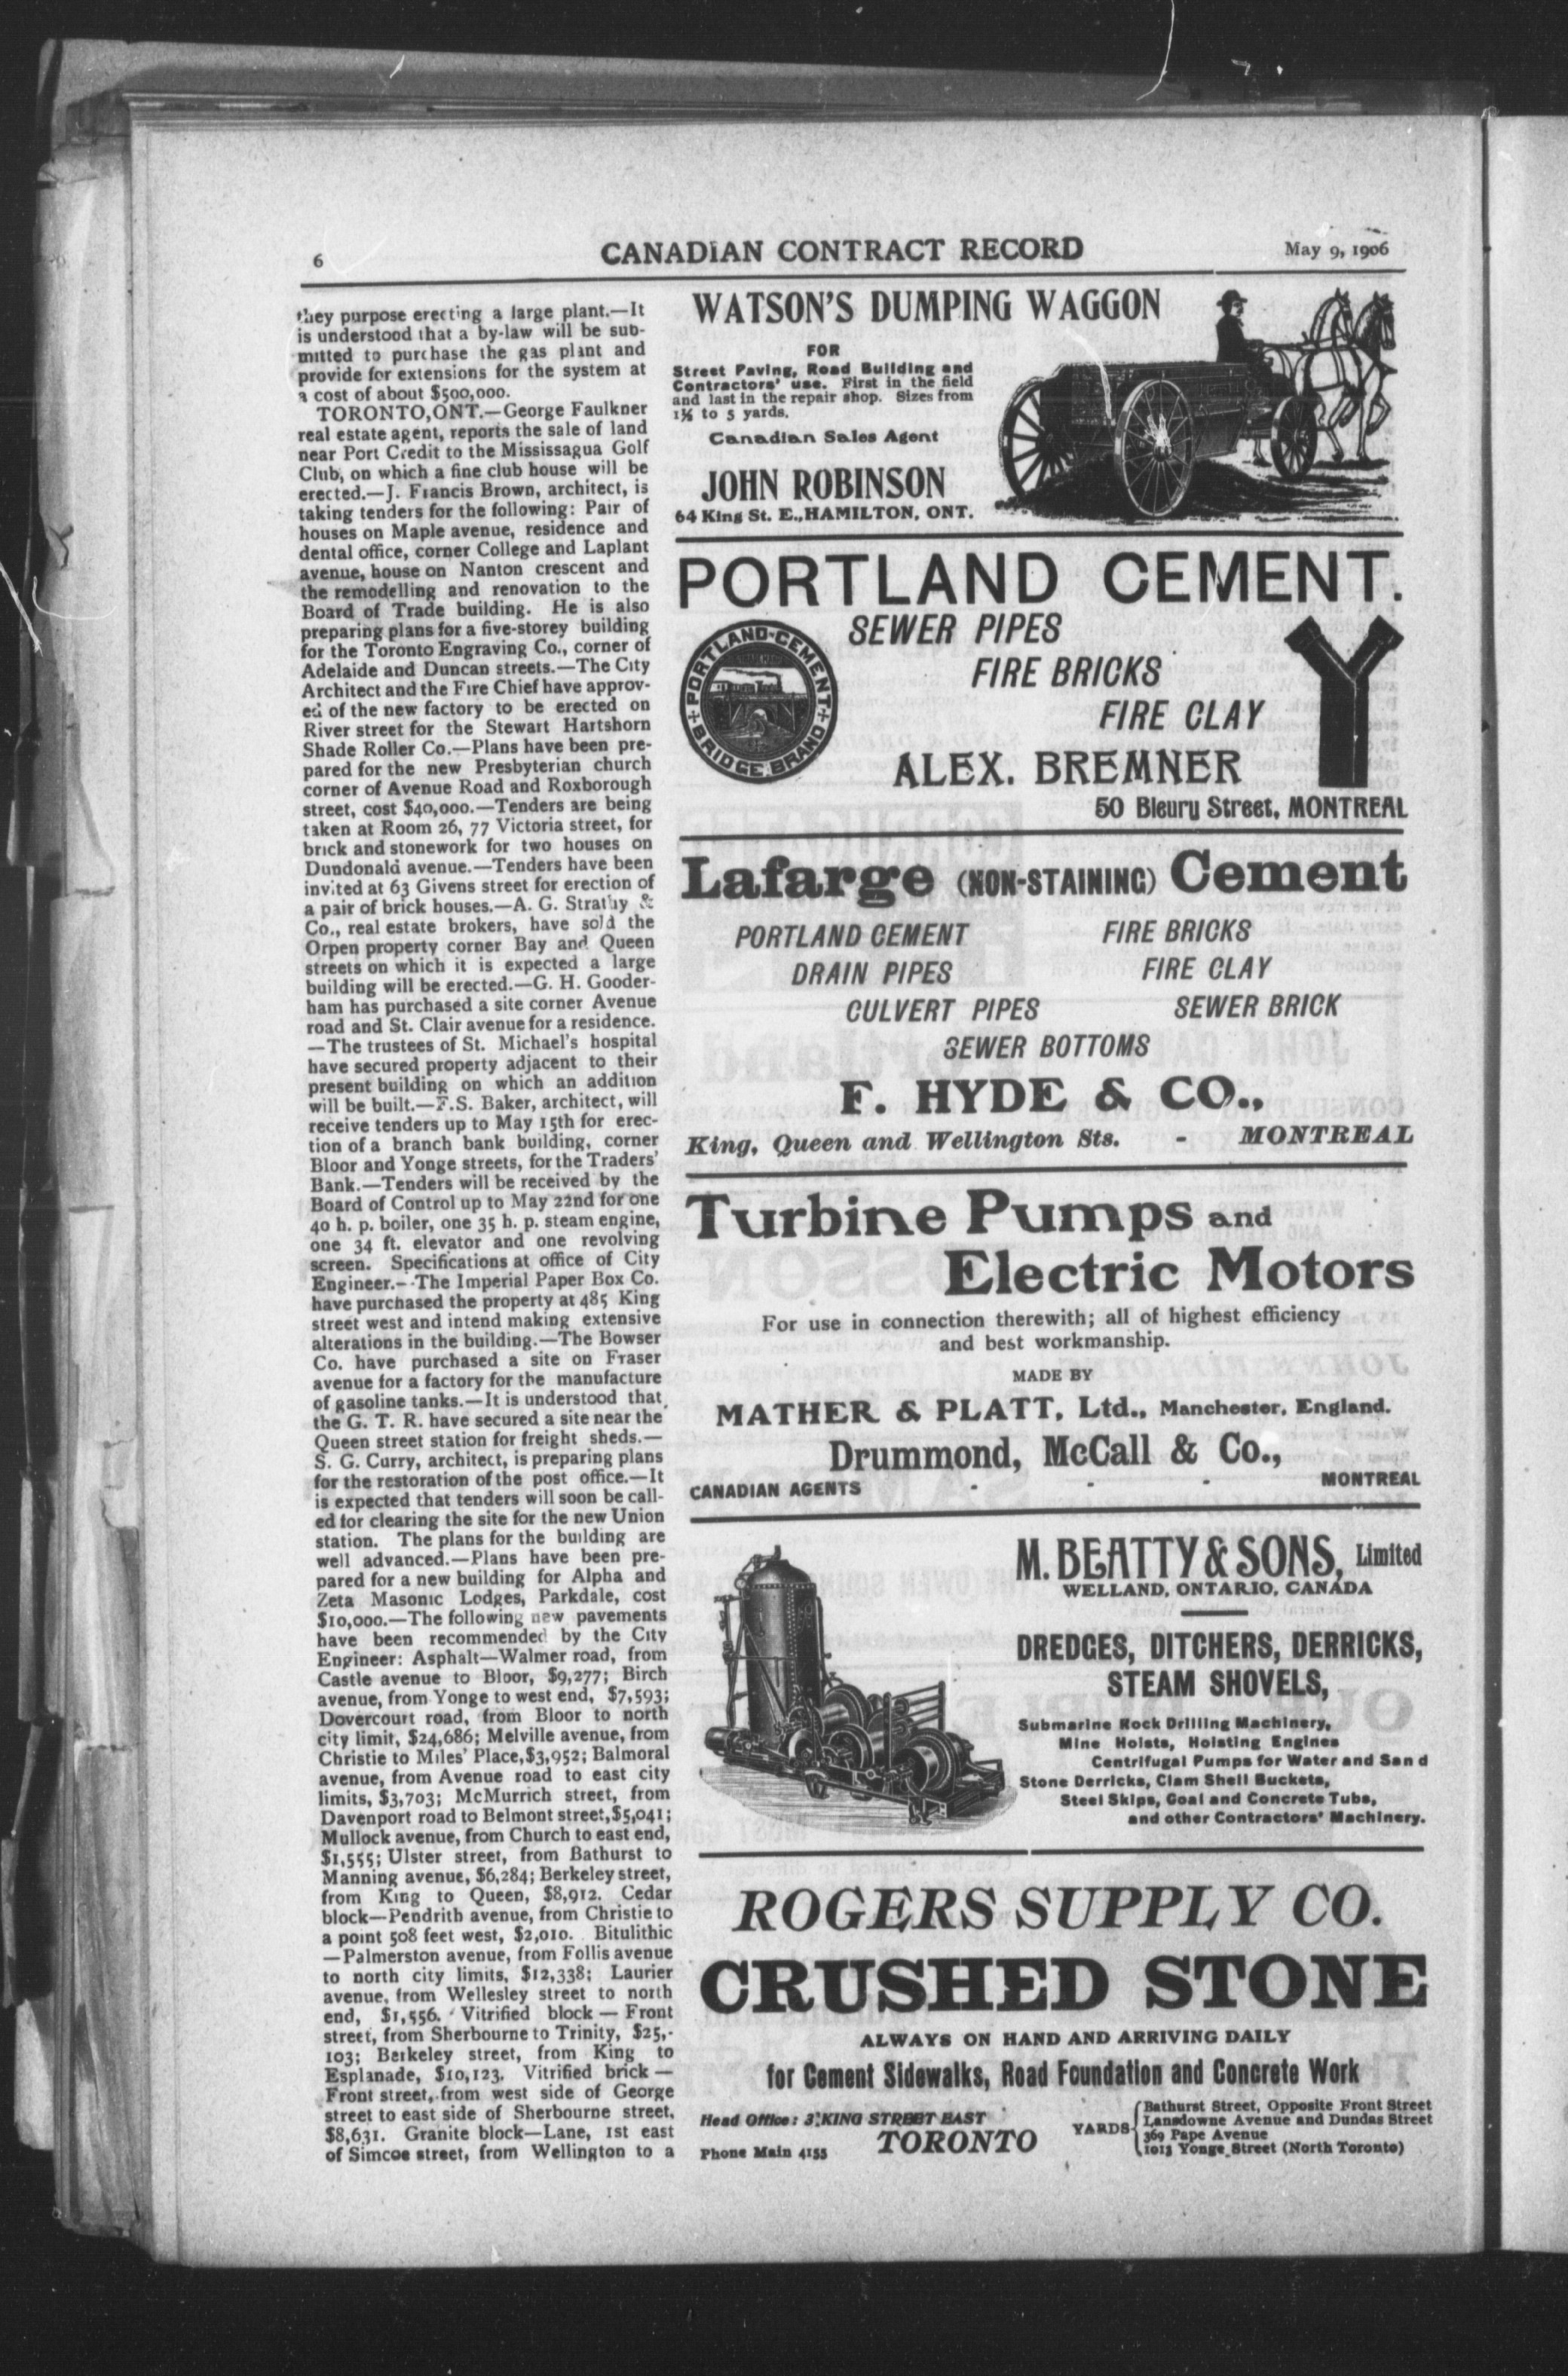 6
CANADIAN CONTRACT RECORD
May 9, 1906
they purpose erecting a large plant.—It
is understood that a by-law will be sub-
mitted to purchase the gas plant and
provide for extensions for the system at
a cost of about $500,000.
TORONTO,ONT.—George Faulkner
real estate agent, reports the sale of land
near Port Credit to the Mississagua Golf
Club, on which a fine club house will be
erected.—J. Francis Brown, architect, is
taking tenders for the following: Pair of
houses on Maple avenue, residence and
dental office, corner College and Laplant
avenue, house on Nanton crescent and
the remodelling and renovation to the
Board of Trade building. He is also
preparing plans for a five-storey building
for the Toronto Engraving Co., corner of
Adelaide and Duncan streets.—The City
Architect and the Fire Chief have approv-
ed of the new factory to be erected on
River street for the Stewart Hartshorn
Shade Roller Co.—Plans have been pre-
pared for the new Presbyterian church
corner of Avenue Road and Roxborough
street, cost $40,000.—Tenders are being
taken at Room 26, 77 Victoria street, for
brick and stonework for two houses on
Dundonald avenue.—Tenders have been
invited at 63 Givens street for erection of
a pair of brick houses.—A. G. Strathy &
Co., real estate brokers, have sold the
Orpen property corner Bay and Queen
streets on which it is expected a large
building will be erected.—G. H. Gooder-
ham has purchased a site corner Avenue
road and St. Clair avenue for a residence.
—The trustees of St. Michael's hospital
have secured property adjacent to their
present building on which an addition
will be built.—F.S. Baker, architect, will
receive tenders up to May 15th for erec-
tion of a branch bank building, corner
Bloor and Yonge streets, for the Traders'
Bank.—Tenders will be received by the
Board of Control up to May 22nd for one
40 h. p. boiler, one 35 h. p. steam engine,
one 34 ft. elevator and one revolving
screen. Specifications at office of City
Engineer.—The Imperial Paper Box Co.
have purchased the property at 485 King
street west and intend making extensive
alterations in the building.—The Bowser
Co. have purchased a site on Fraser
avenue for a factory for the manufacture
of gasoline tanks.—It is understood that
the G. T. R. have secured a site near the
Queen street station for freight sheds.—
S. G. Curry, architect, is preparing plans
for the restoration of the post office.—It
is expected that tenders will soon be call-
ed for clearing the site for the new Union
station. The plans for the building are
well advanced.—Plans have been pre-
pared for a new building for Alpha and
Zeta Masonic Lodges, Parkdale, cost
$10,000.—The following new pavements
have been recommended by the City
Engineer: Asphalt—Walmer road, from
Castle avenue to Bloor, $9,277; Birch
avenue, from Yonge to west end, $7,593;
Dovercourt road, from Bloor to north
city limit, $24,686; Melville avenue, from
Christie to Miles' Place,$3,952; Balmoral
avenue, from Avenue road to east city
limits, $3,703; McMurrich street, from
Davenport road to Belmont street,$5,041;
Mullock avenue, from Church to east end,
$1,555; Ulster street, from Bathurst to
Manning avenue, $6,284; Berkeley street,
from King to Queen, $8,912. Cedar
block—Pendrith avenue, from Christie to
a point 508 feet west, $2,010. Bitulithic
—Palmerston avenue, from Follis avenue
to north city limits, $12,338; Laurier
avenue, from Wellesley street to north
end, $1,556. Vitrified block — Front
street, from Sherbourne to Trinity, $25,-
103; Berkeley street, from King to
Esplanade, $10,123. Vitrified brick —
Front street, from west side of George
street to east side of Sherbourne street,
$8,631. Granite block—Lane, 1st east
of Simcoe street, from Wellington to a
WATSON'S DUMPING WAGGON
FOR
Street Paving, Road Building and
Contractors' use. First in the field
and last in the repair shop. Sizes from
1½ to 5 yards.
Canadian Sales Agent
JOHN ROBINSON
64 King St. E., HAMILTON, ONT.
PORTLAND CEMENT.
SEWER PIPES
FIRE BRICKS
FIRE CLAY
PORTLAND-CEMENT
BRIDGE BRAND
ALEX. BREMNER
50 Bleury Street, MONTREAL
Lafarge (NON-STAINING) Cement
PORTLAND CEMENT FIRE BRICKS
DRAIN PIPES FIRE CLAY
CULVERT PIPES SEWER BRICK
SEWER BOTTOMS
F. HYDE & CO.,
King, Queen and Wellington Sts. - MONTREAL
Turbine Pumps and
Electric Motors
For use in connection therewith; all of highest efficiency
and best workmanship.
MADE BY
MATHER & PLATT, Ltd., Manchester, England.
Drummond, McCall & Co.,
CANADIAN AGENTS - - - MONTREAL
M. BEATTY & SONS, Limited
WELLAND, ONTARIO, CANADA
DREDGES, DITCHERS, DERRICKS,
STEAM SHOVELS,
Submarine Rock Drilling Machinery,
Mine Hoists, Hoisting Engines
Centrifugal Pumps for Water and Sand
Stone Derricks, Clam Shell Buckets,
Steel Skips, Coal and Concrete Tubs,
and other Contractors' Machinery.
ROGERS SUPPLY CO.
CRUSHED STONE
ALWAYS ON HAND AND ARRIVING DAILY
for Cement Sidewalks, Road Foundation and Concrete Work
Head Office: 3 KING STREET EAST
TORONTO
Phone Main 4155
YARDS
Bathurst Street, Opposite Front Street
Lansdowne Avenue and Dundas Street
369 Pape Avenue
1013 Yonge Street (North Toronto)